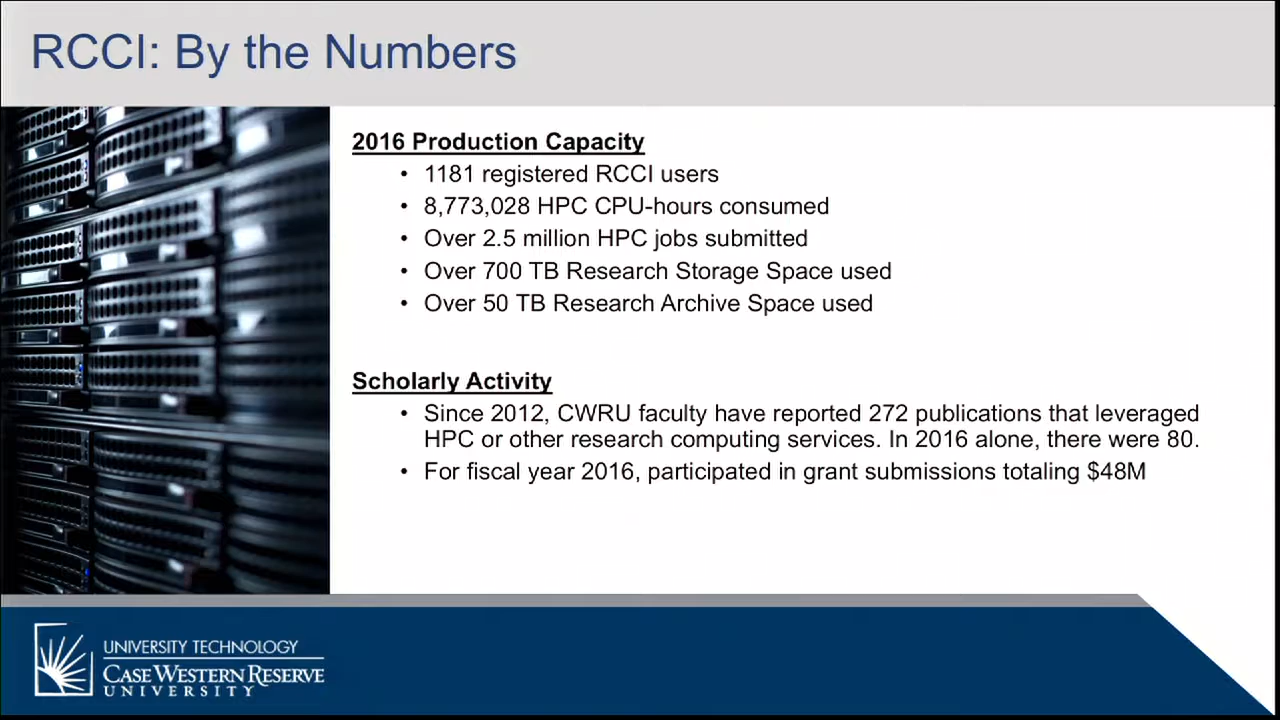 RCCI: By the Numbers
2016 Production Capacity
• 1181 registered RCCI users
• 8,773,028 HPC CPU-hours consumed
• Over 2.5 million HPC jobs submitted
• Over 700 TB Research Storage Space used
• Over 50 TB Research Archive Space used
Scholarly Activity
• Since 2012, CWRU faculty have reported 272 publications that leveraged
HPC or other research computing services. In 2016 alone, there were 80.
• For fiscal year 2016, participated in grant submissions totaling $48M
UNIVERSITY TECHNOLOGY
CASE WESTERN RESERVE
UNIVERSITY